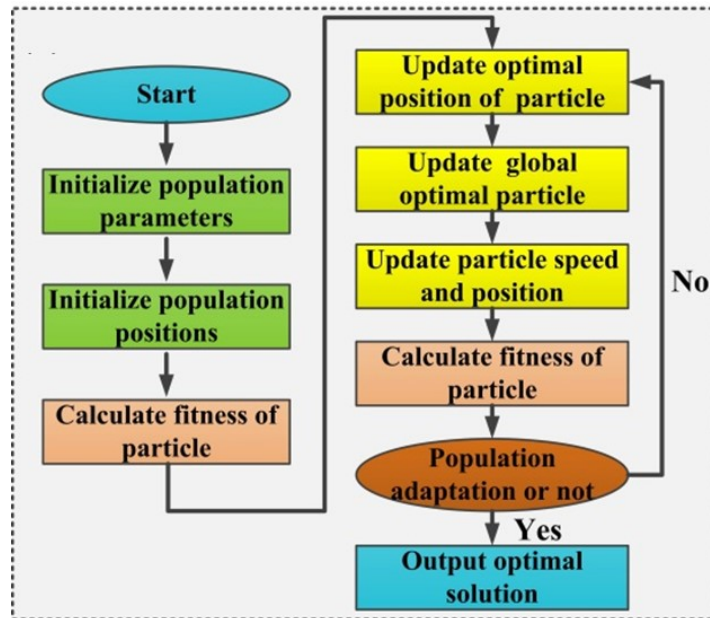 Start
Initialize population
parameters
Initialize population
positions
Calculate fitness of
particle
Update optimal
position of particle
Update global
optimal particle
Update particle speed
and position
Calculate fitness of
particle
Population
adaptation or not
No
Yes
Output optimal
solution